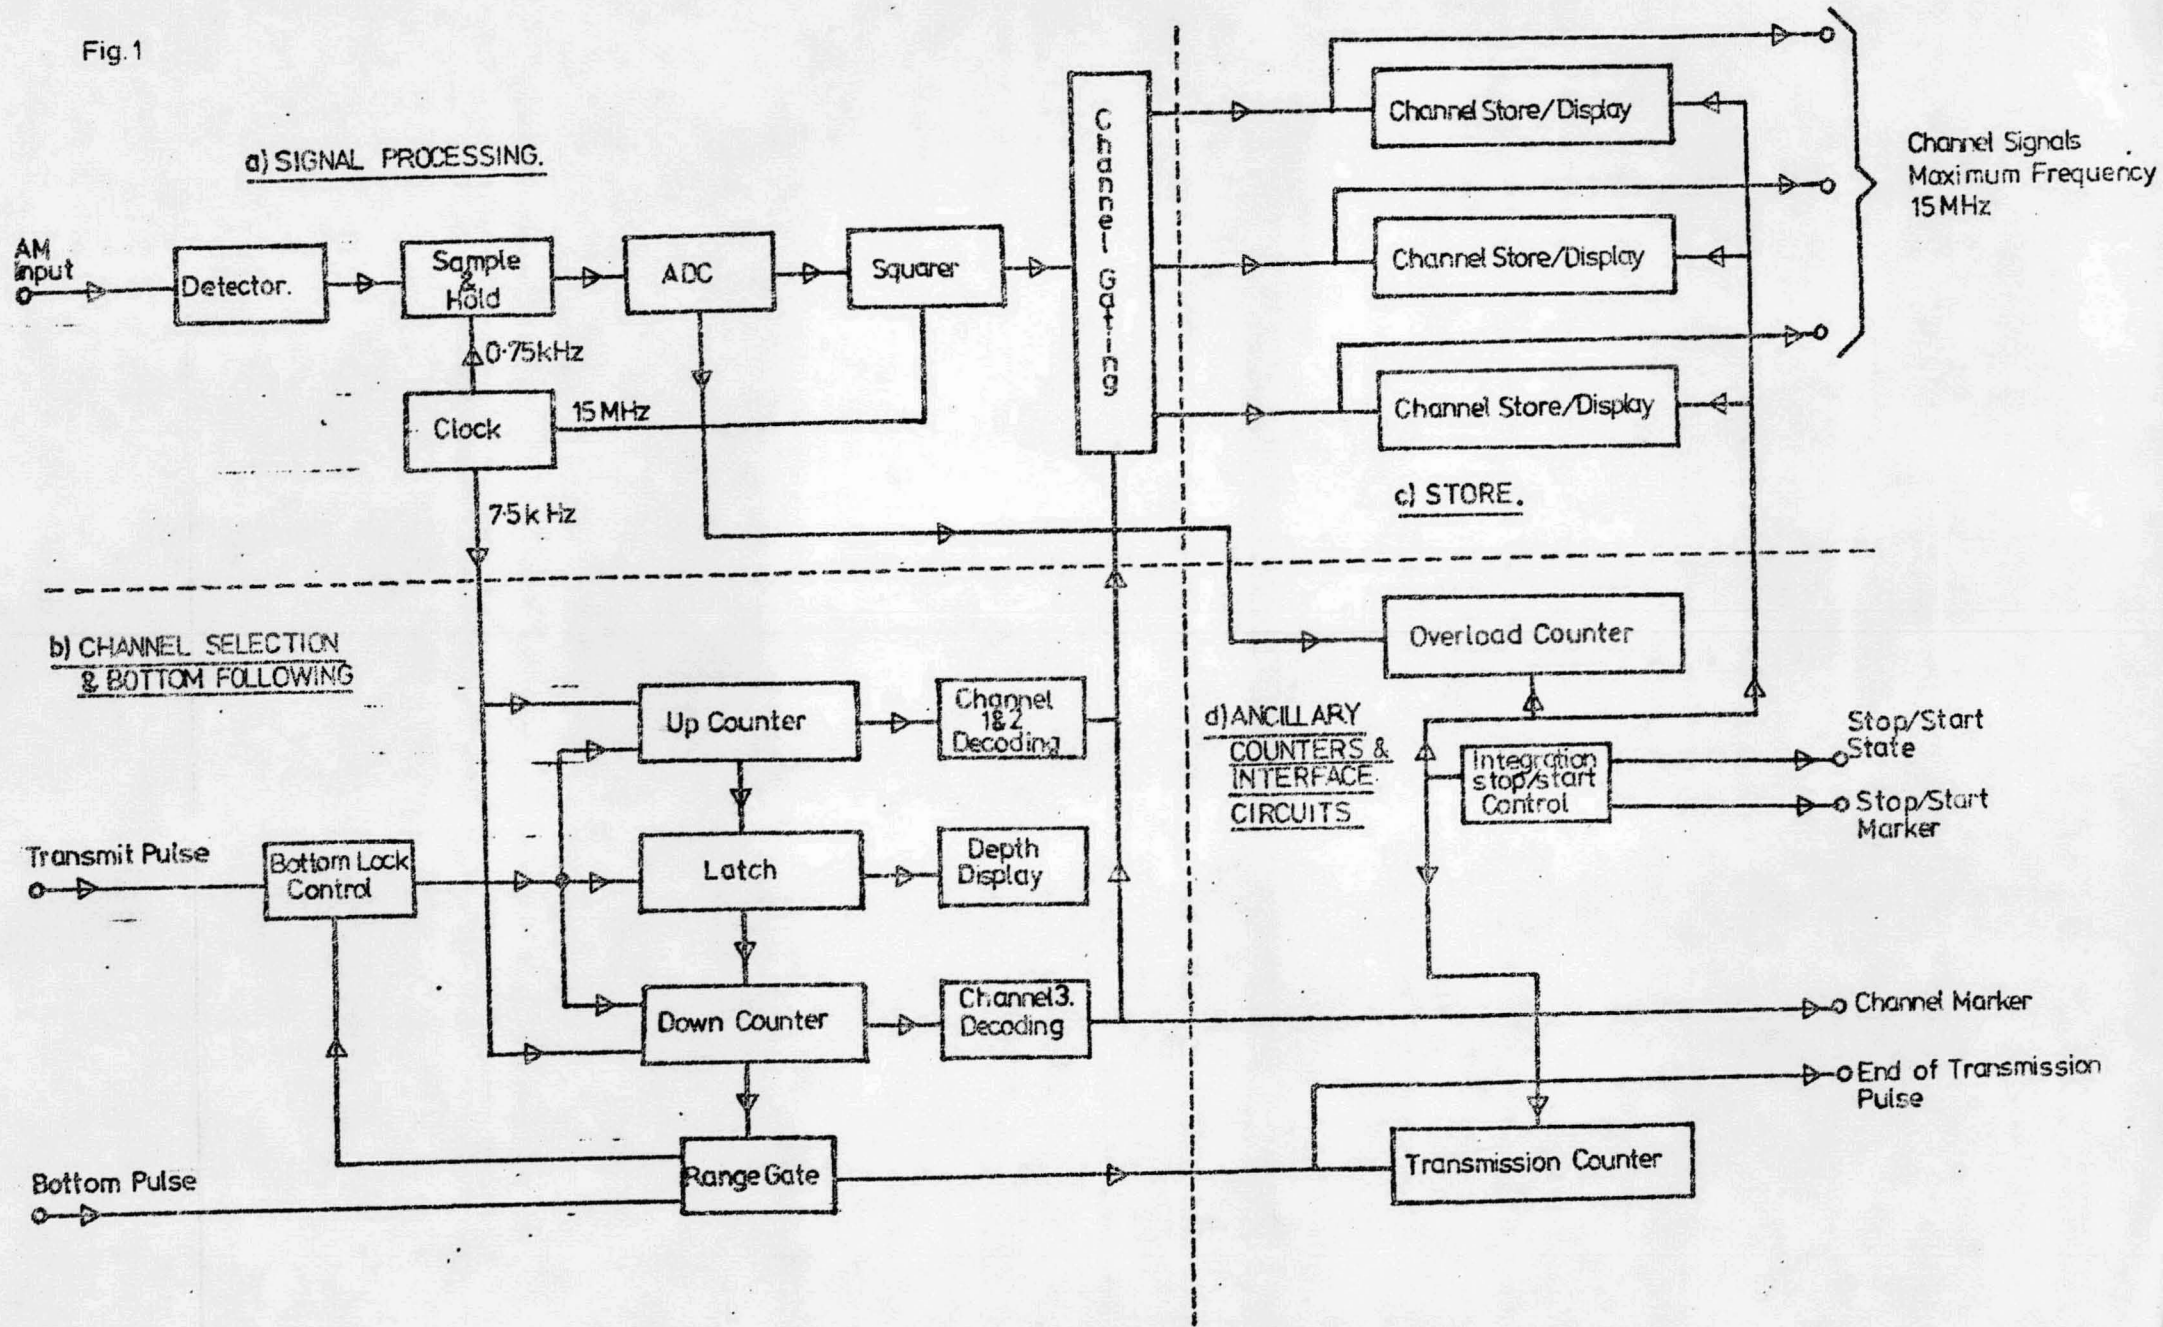 Fig.1
a) SIGNAL PROCESSING.
AM
input
Detector.
Sample
&
Hold
ADC
Squarer
Channel Gating
0·75kHz
Clock
15 MHz
7·5k Hz
Channel Store/Display
Channel Store/Display
Channel Store/Display
c) STORE.
Channel Signals
Maximum Frequency
15 MHz
b) CHANNEL SELECTION
& BOTTOM FOLLOWING
Up Counter
Channel
1&2
Decoding
Transmit Pulse
Bottom Lock
Control
Latch
Depth
Display
Down Counter
Channel 3.
Decoding
Bottom Pulse
Range Gate
d) ANCILLARY
COUNTERS &
INTERFACE
CIRCUITS
Overload Counter
Integration
stop/start
Control
Stop/Start
State
Stop/Start
Marker
Channel Marker
End of Transmission
Pulse
Transmission Counter